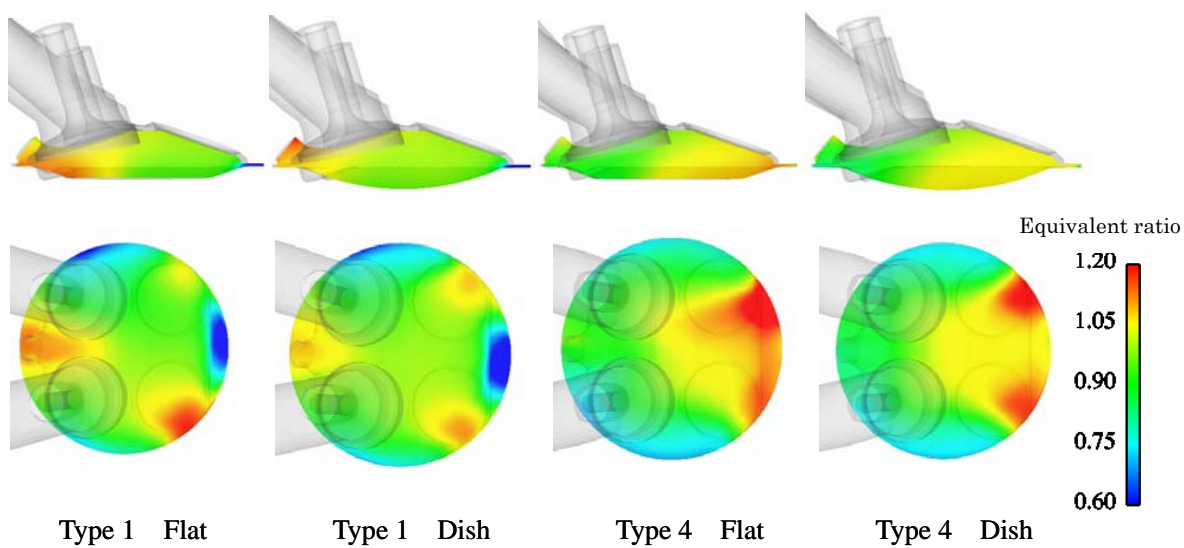 Equivalent ratio
1.20
1.05
0.90
0.75
0.60
Type 1 Flat
Type 1 Dish
Type 4 Flat
Type 4 Dish